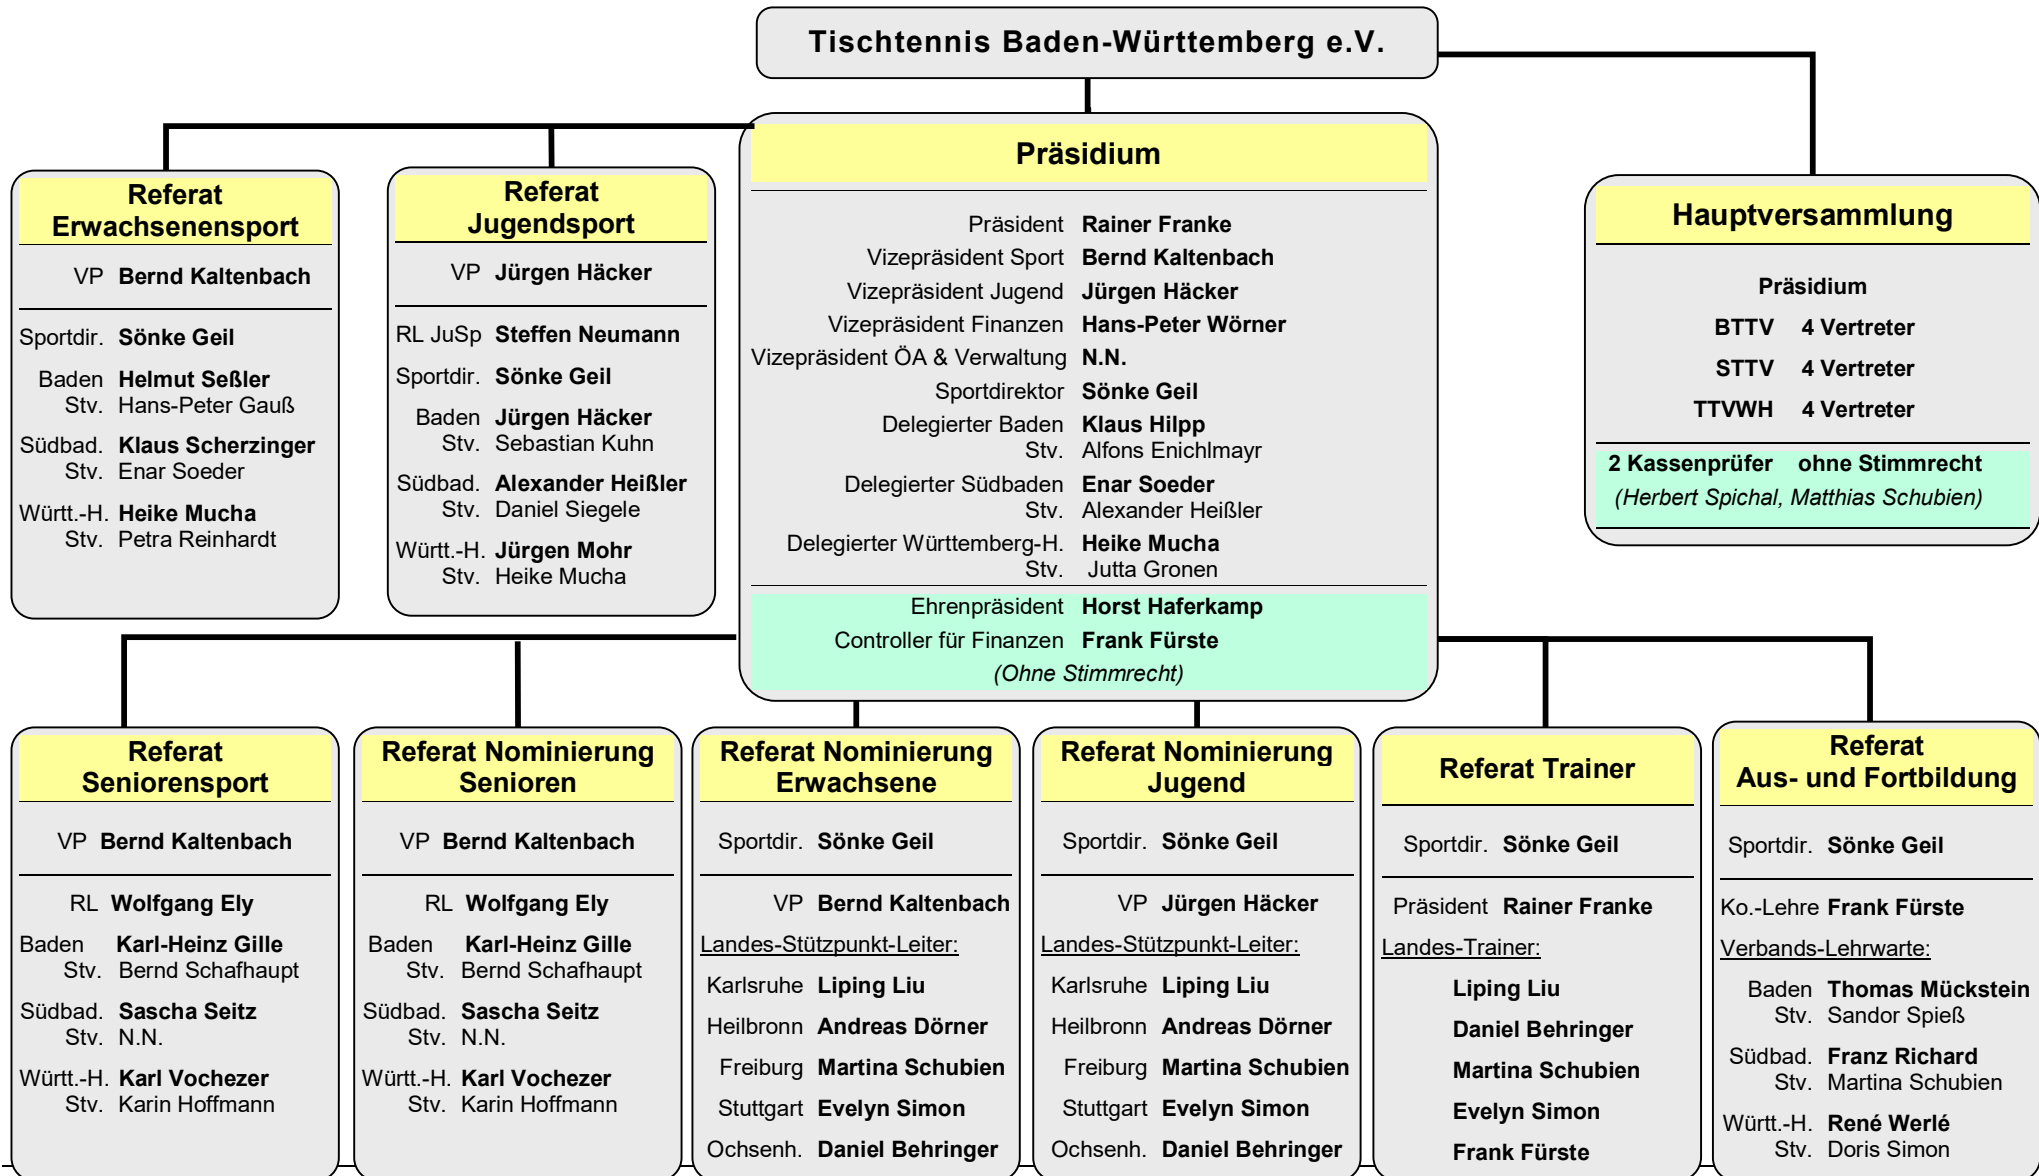 Tischtennis Baden-Württemberg e.V.
Referat
Erwachsenensport
VP Bernd Kaltenbach
Sportdir. Sönke Geil
Baden Helmut Seßler
Stv. Hans-Peter Gauß
Südbad. Klaus Scherzinger
Stv. Enar Soeder
Württ.-H. Heike Mucha
Stv. Petra Reinhardt
Referat
Jugendsport
VP Jürgen Häcker
RL JuSp Steffen Neumann
Sportdir. Sönke Geil
Baden Jürgen Häcker
Stv. Sebastian Kuhn
Südbad. Alexander Heißler
Stv. Daniel Siegele
Württ.-H. Jürgen Mohr
Stv. Heike Mucha
Präsidium
Präsident Rainer Franke
Vizepräsident Sport Bernd Kaltenbach
Vizepräsident Jugend Jürgen Häcker
Vizepräsident Finanzen Hans-Peter Wörner
Vizepräsident ÖA & Verwaltung N.N.
Sportdirektor Sönke Geil
Delegierter Baden Klaus Hilpp
Stv. Alfons Enichlmayr
Delegierter Südbaden Enar Soeder
Stv. Alexander Heißler
Delegierter Württemberg-H. Heike Mucha
Stv. Jutta Gronen
Ehrenpräsident Horst Haferkamp
Controller für Finanzen Frank Fürste
(Ohne Stimmrecht)
Hauptversammlung
Präsidium
BTTV 4 Vertreter
STTV 4 Vertreter
TTVWH 4 Vertreter
2 Kassenprüfer ohne Stimmrecht
(Herbert Spichal, Matthias Schubien)
Referat
Seniorensport
VP Bernd Kaltenbach
RL Wolfgang Ely
Baden Karl-Heinz Gille
Stv. Bernd Schafhaupt
Südbad. Sascha Seitz
Stv. N.N.
Württ.-H. Karl Vochezer
Stv. Karin Hoffmann
Referat Nominierung
Senioren
VP Bernd Kaltenbach
RL Wolfgang Ely
Baden Karl-Heinz Gille
Stv. Bernd Schafhaupt
Südbad. Sascha Seitz
Stv. N.N.
Württ.-H. Karl Vochezer
Stv. Karin Hoffmann
Referat Nominierung
Erwachsene
Sportdir. Sönke Geil
VP Bernd Kaltenbach
Landes-Stützpunkt-Leiter:
Karlsruhe Liping Liu
Heilbronn Andreas Dörner
Freiburg Martina Schubien
Stuttgart Evelyn Simon
Ochsenh. Daniel Behringer
Referat Nominierung
Jugend
Sportdir. Sönke Geil
VP Jürgen Häcker
Landes-Stützpunkt-Leiter:
Karlsruhe Liping Liu
Heilbronn Andreas Dörner
Freiburg Martina Schubien
Stuttgart Evelyn Simon
Ochsenh. Daniel Behringer
Referat Trainer
Sportdir. Sönke Geil
Präsident Rainer Franke
Landes-Trainer:
Liping Liu
Daniel Behringer
Martina Schubien
Evelyn Simon
Frank Fürste
Referat
Aus- und Fortbildung
Sportdir. Sönke Geil
Ko.-Lehre Frank Fürste
Verbands-Lehrwarte:
Baden Thomas Mückstein
Stv. Sandor Spieß
Südbad. Franz Richard
Stv. Martina Schubien
Württ.-H. René Werlé
Stv. Doris Simon